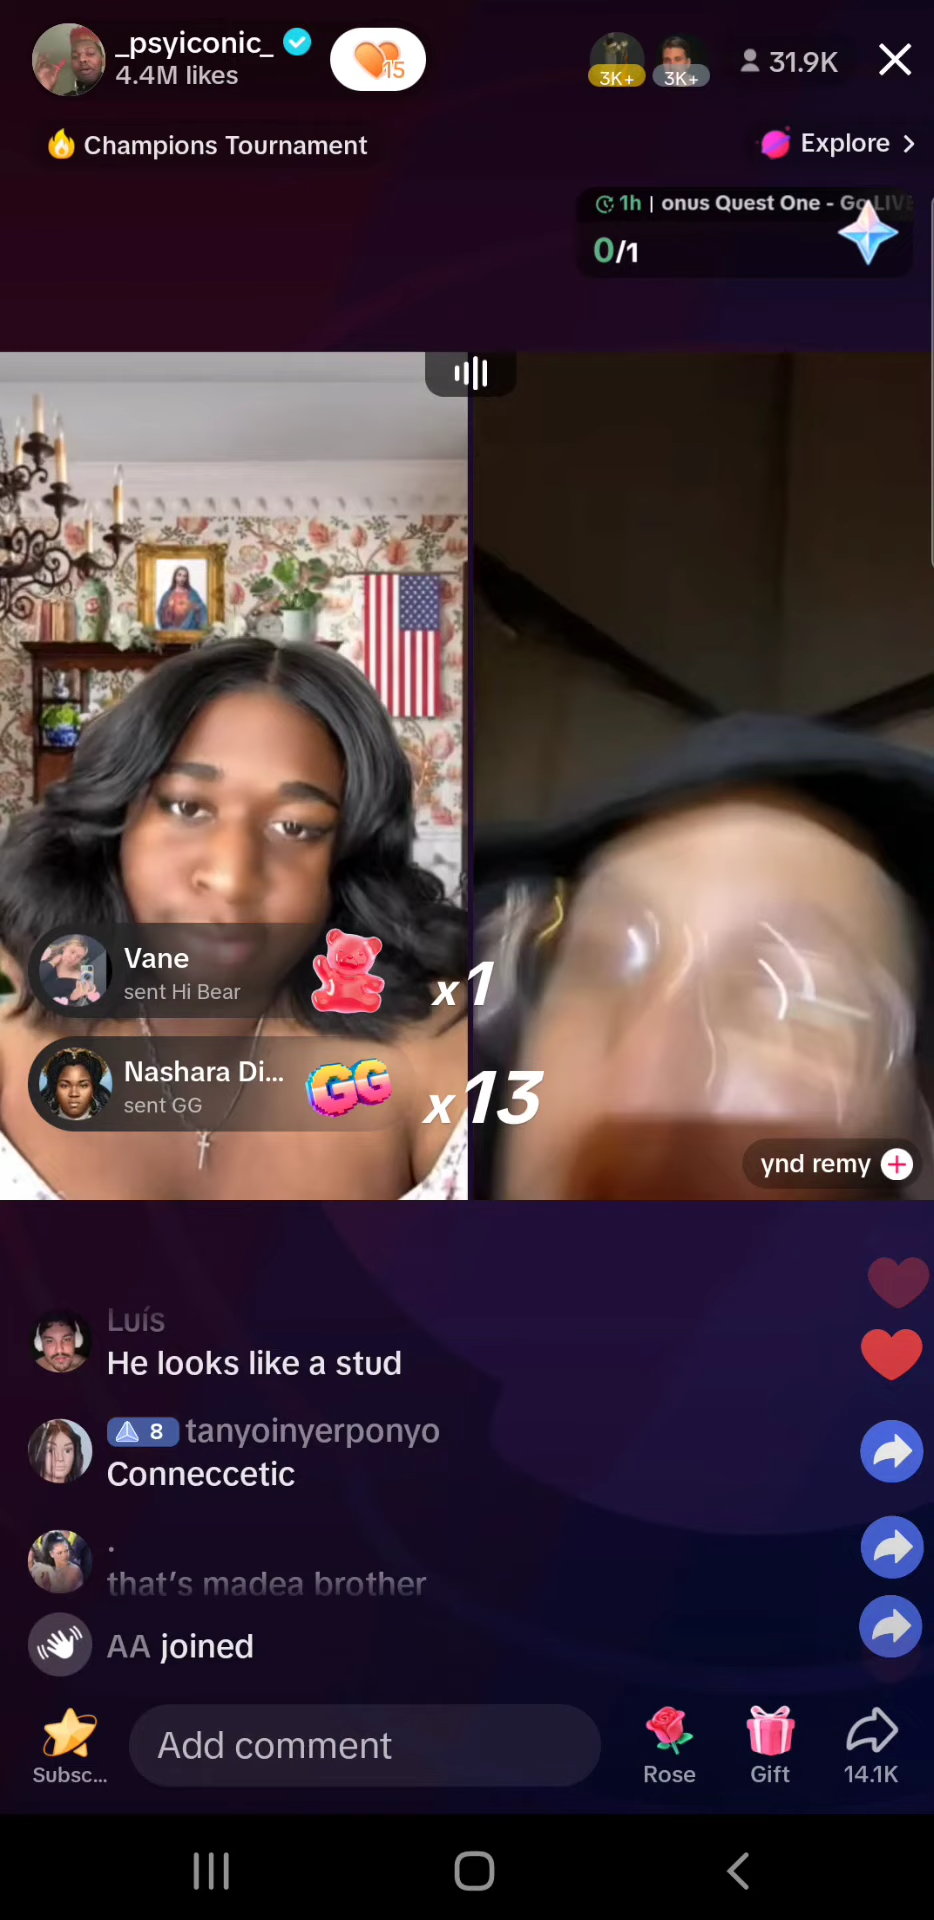 _psyiconic_
4.4M likes
15
3K+
3K+
31.9K
Champions Tournament
Explore >
1h | onus Quest One - Go LIVE
0/1
Vane
sent Hi Bear
x1
Nashara Di...
sent GG
GG
x13
ynd remy
Luís
He looks like a stud
8 tanyoinyerponyo
Conneccetic
.
that's madea brother
AA joined
Subsc...
Add comment
Rose
Gift
14.1K